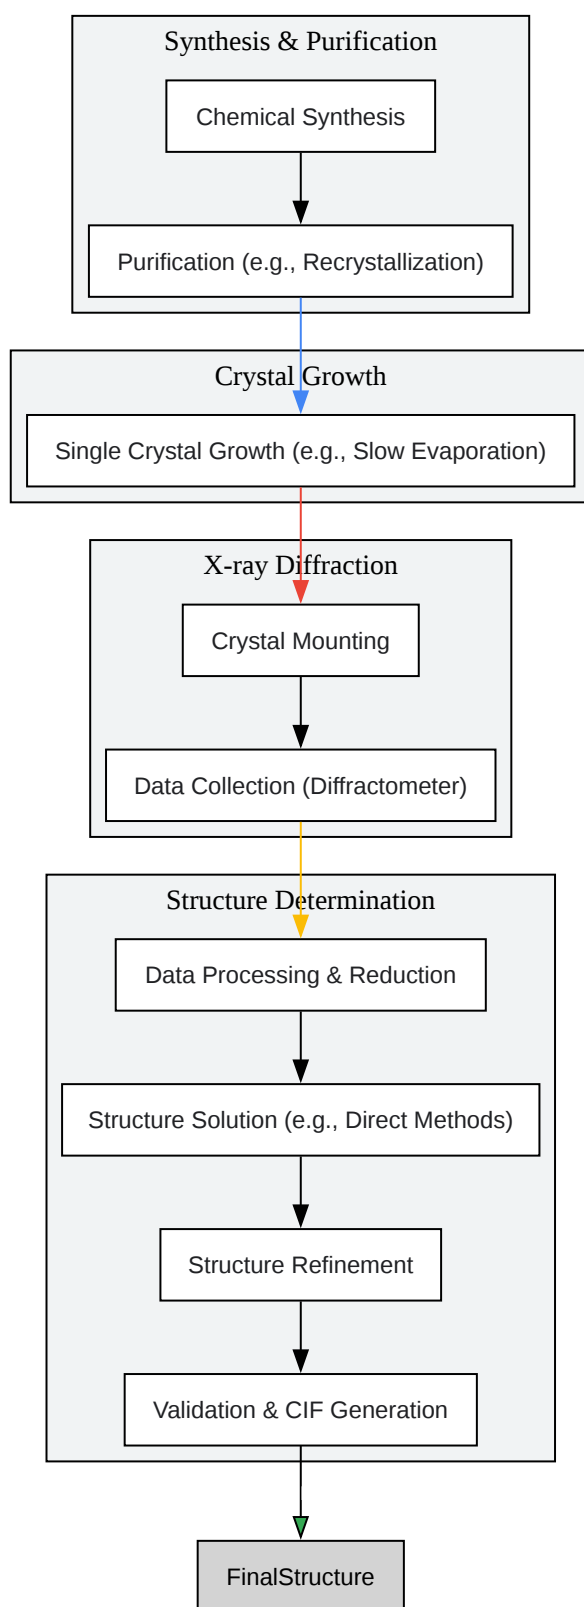 Synthesis & Purification
Chemical Synthesis
Purification (e.g., Recrystallization)
Crystal Growth
Single Crystal Growth (e.g., Slow Evaporation)
X-ray Diffraction
Crystal Mounting
Data Collection (Diffractometer)
Structure Determination
Data Processing & Reduction
Structure Solution (e.g., Direct Methods)
Structure Refinement
Validation & CIF Generation
FinalStructure